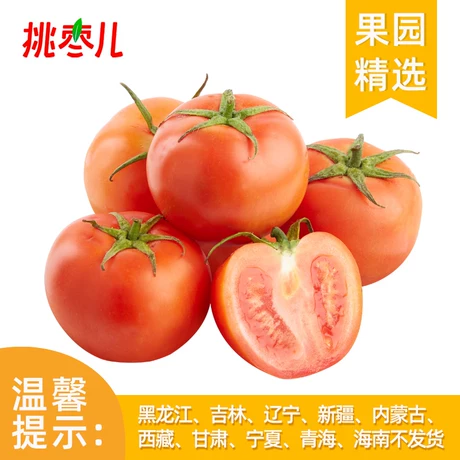 挑枣儿
果园
精选
温馨
提示：
黑龙江、吉林、辽宁、新疆、内蒙古、
西藏、甘肃、宁夏、青海、海南不发货